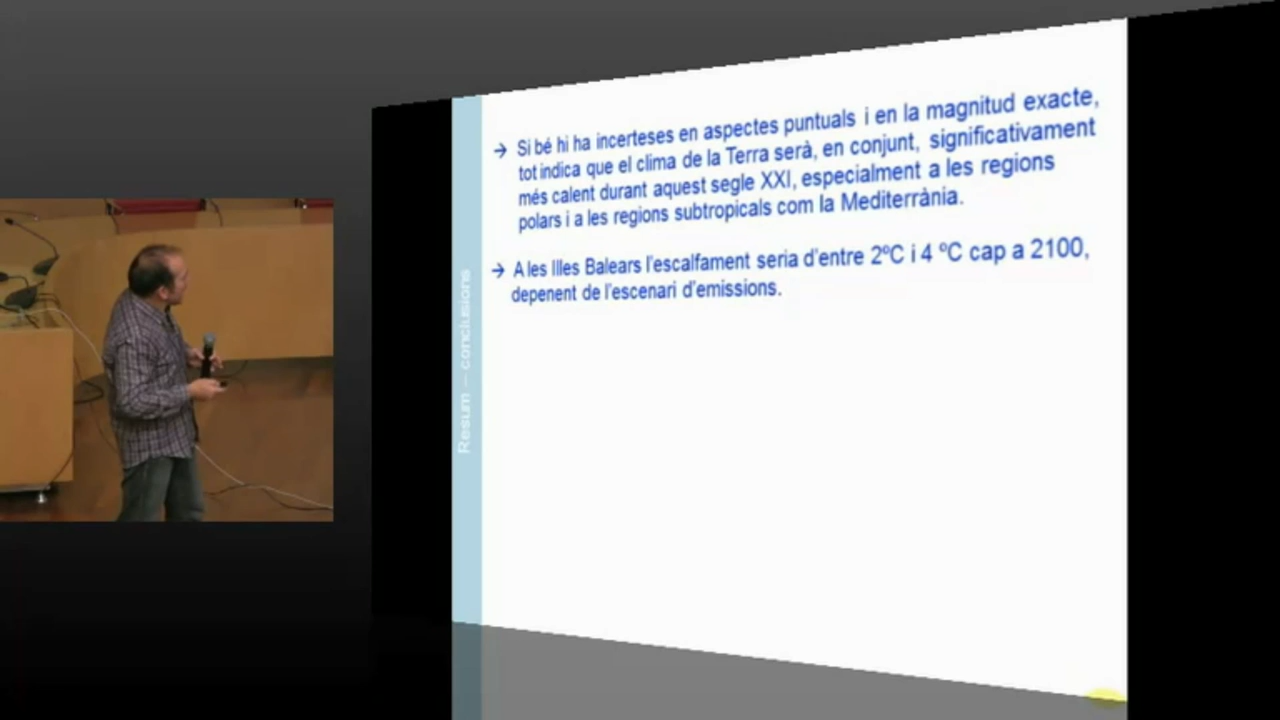 → Si bé hi ha incerteses en aspectes puntuals i en la magnitud exacte,
tot indica que el clima de la Terra serà, en conjunt, significativament
més calent durant aquest segle XXI, especialment a les regions
polars i a les regions subtropicals com la Mediterrània.
→ A les Illes Balears l'escalfament seria d'entre 2ºC i 4 ºC cap a 2100,
depenent de l'escenari d'emissions.
Resum – conclusions